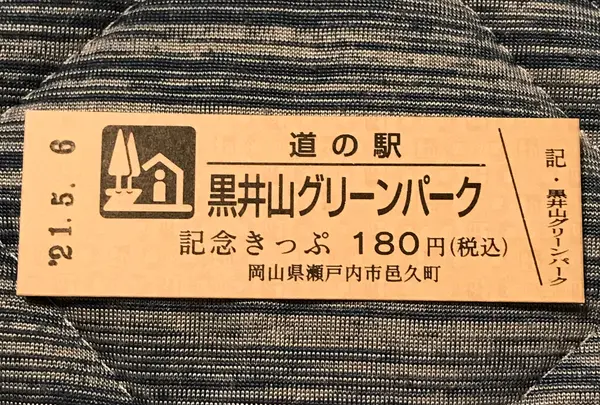 '21.5.6
道の駅
黒井山グリーンパーク
記念きっぷ 180円(税込)
岡山県瀬戸内市邑久町
記・黒井山グリーンパーク